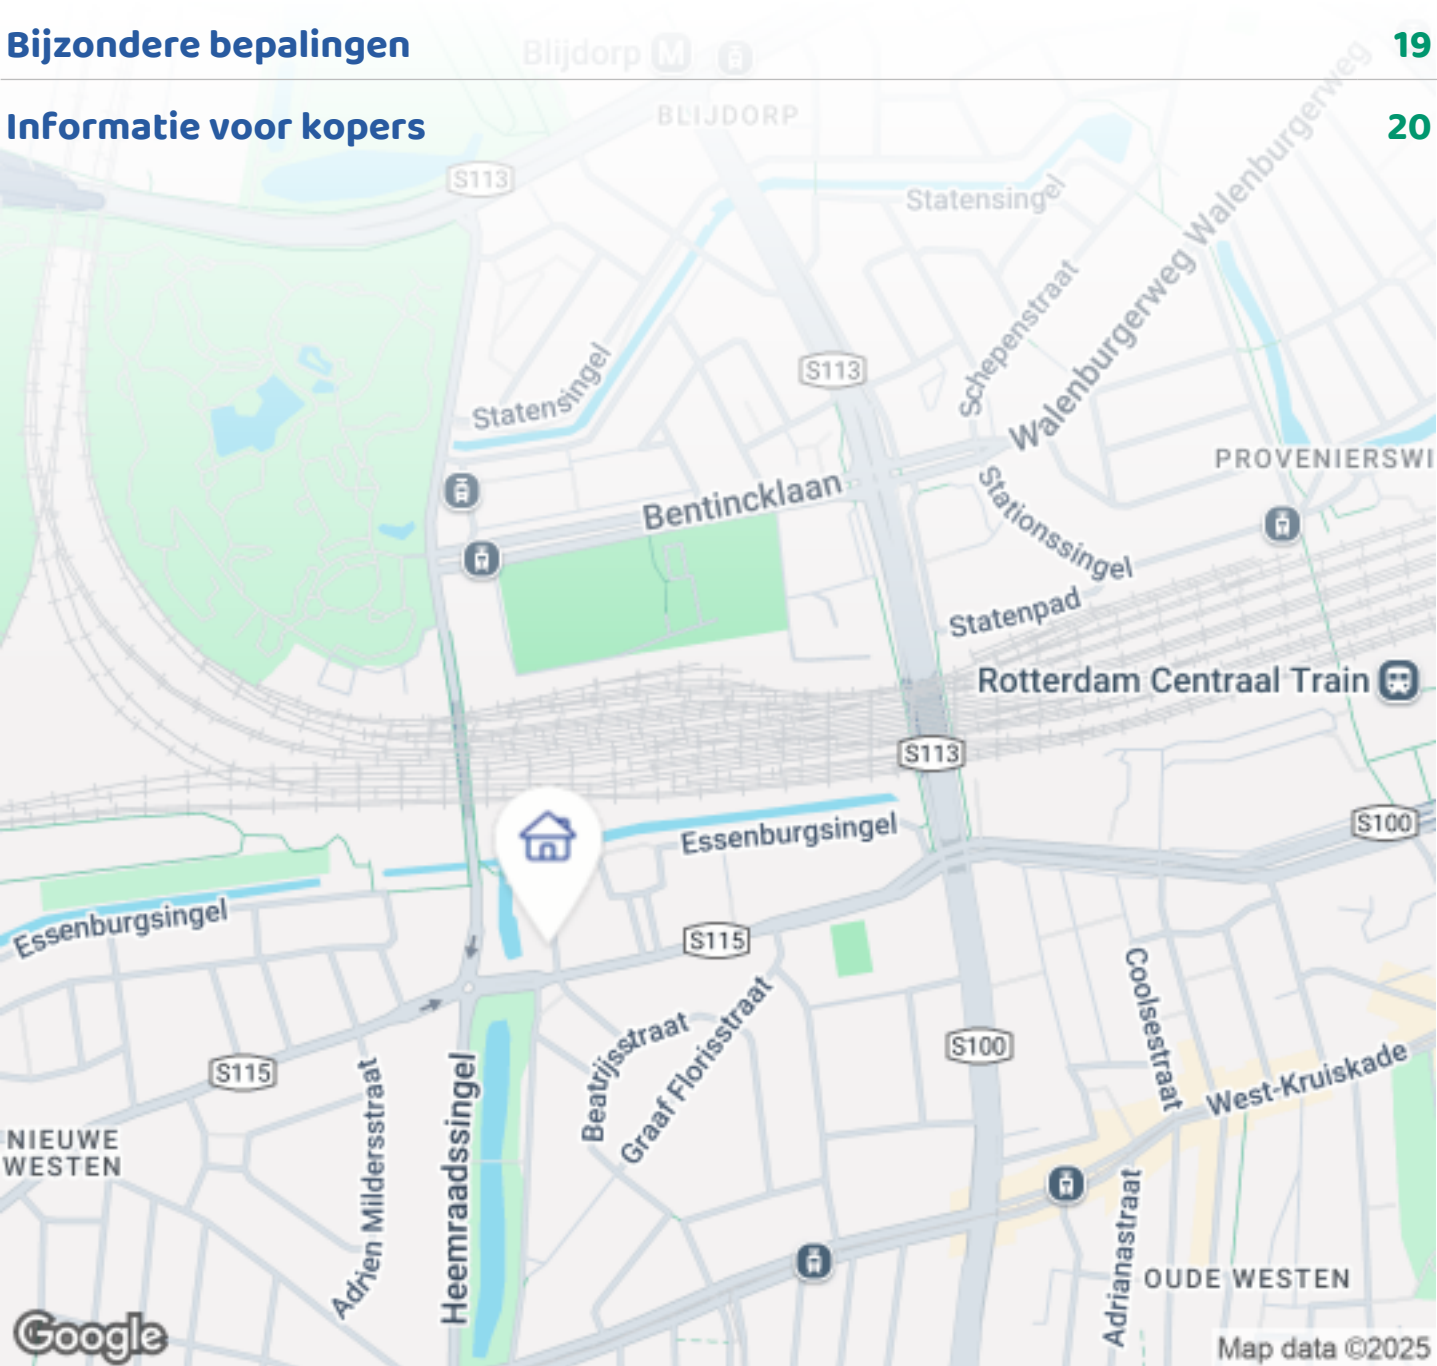 Bijzondere bepalingen 19
Blijdorp M
BLIJDORP
Informatie voor kopers 20
S113
Statensingel
Walenburgerweg
Walenburgerweg
Schepenstraat
S113
Statensingel
PROVENIERSWI
Bentincklaan
Stationssingel
Statenpad
Rotterdam Centraal Train
S113
S100
Essenburgsingel
Essenburgsingel
S115
Coolsestraat
Beatrijsstraat
Graaf Florisstraat
S100
S115
West-Kruiskade
NIEUWE
WESTEN
Adrien Mildersstraat
Heemraadssingel
Adrianastraat
OUDE WESTEN
Google
Map data ©2025